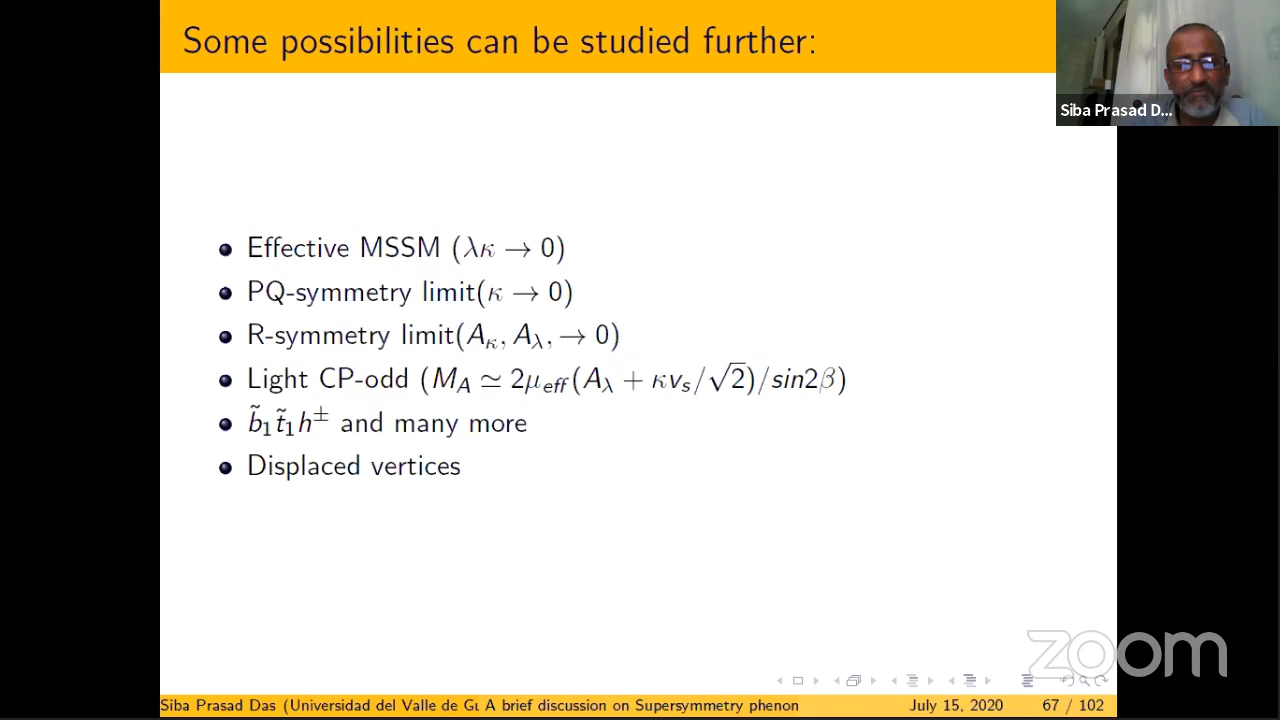 Some possibilities can be studied further:
Siba Prasad D...
Effective MSSM (λκ → 0)
PQ-symmetry limit(κ → 0)
R-symmetry limit(A_κ, A_λ, → 0)
Light CP-odd (M_A ≃ 2μ_eff(A_λ + κv_s/√2)/sin2β)
b̃₁t̃₁h^± and many more
Displaced vertices
zoom
Siba Prasad Das (Universidad del Valle de Gu A brief discussion on Supersymmetry phenon July 15, 2020 67 / 102